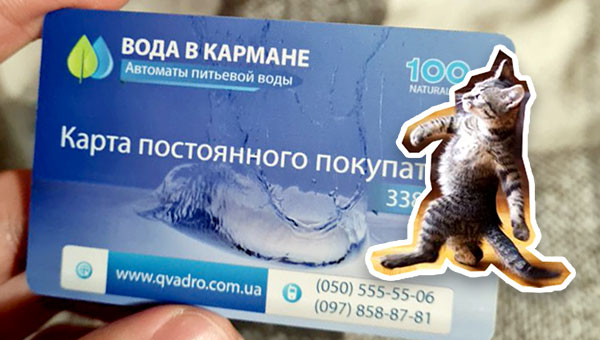 ВОДА В КАРМАНЕ
Автоматы питьевой воды
100
NATURAL
Карта постоянного
338
www.qvadro.com.ua
(050) 555-55-06
(097) 858-87-81